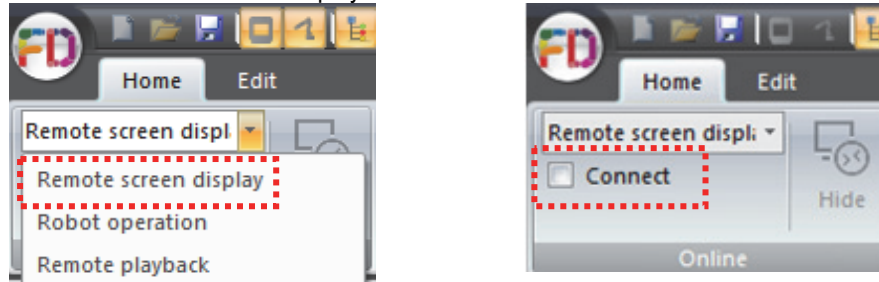 FD
Home Edit
Remote screen displ
Remote screen display
Robot operation
Remote playback
FD
Home Edit
Remote screen displ
Connect
Hide
Online